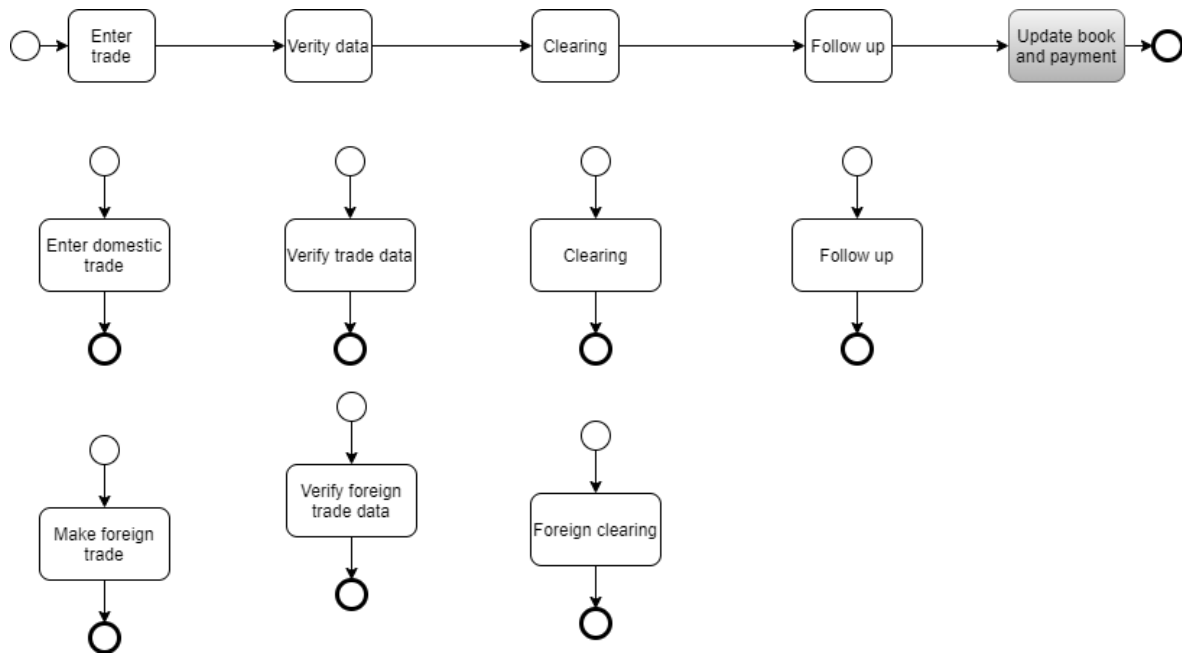 Enter
trade
Verity data
Clearing
Follow up
Update book
and payment
Enter domestic
trade
Verify trade data
Clearing
Follow up
Make foreign
trade
Verify foreign
trade data
Foreign clearing